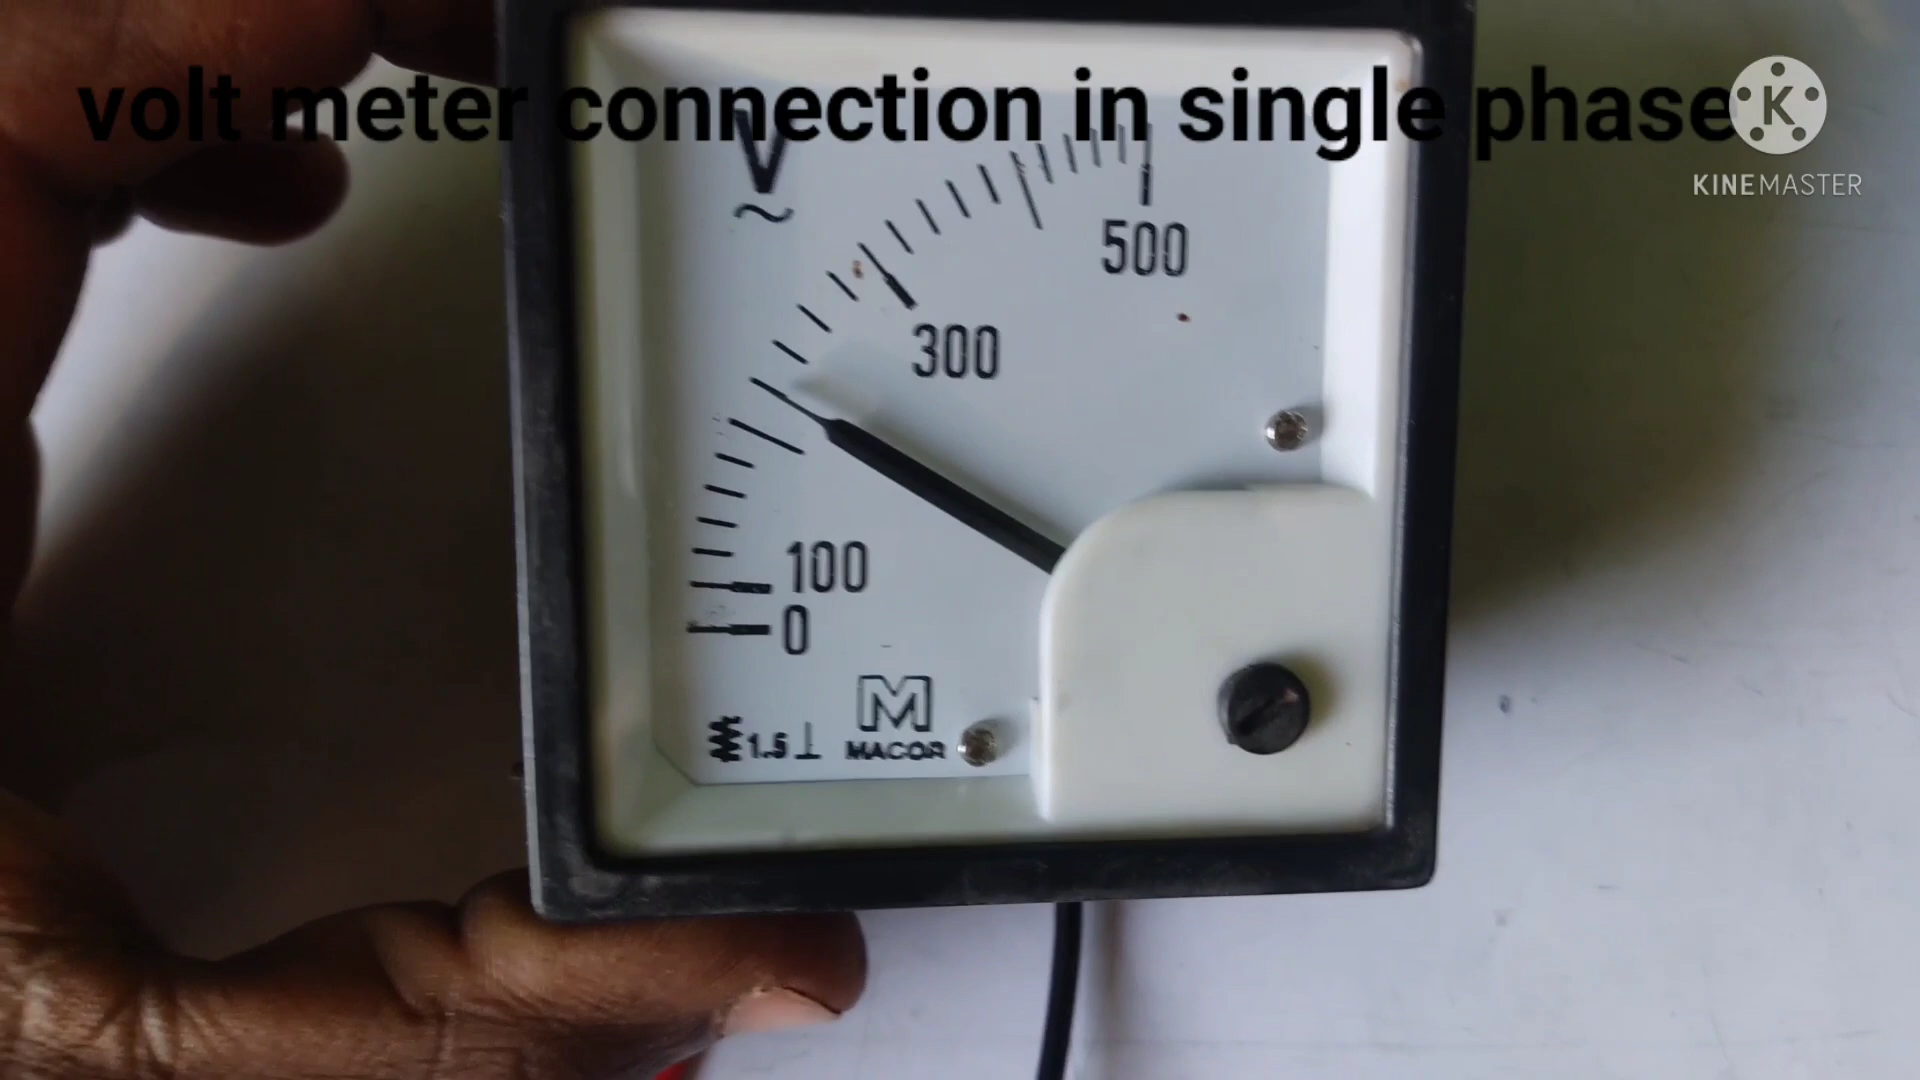 volt meter connection in single phase
K
KINEMASTER
V
~
500
300
100
0
M
1.5
MACOR